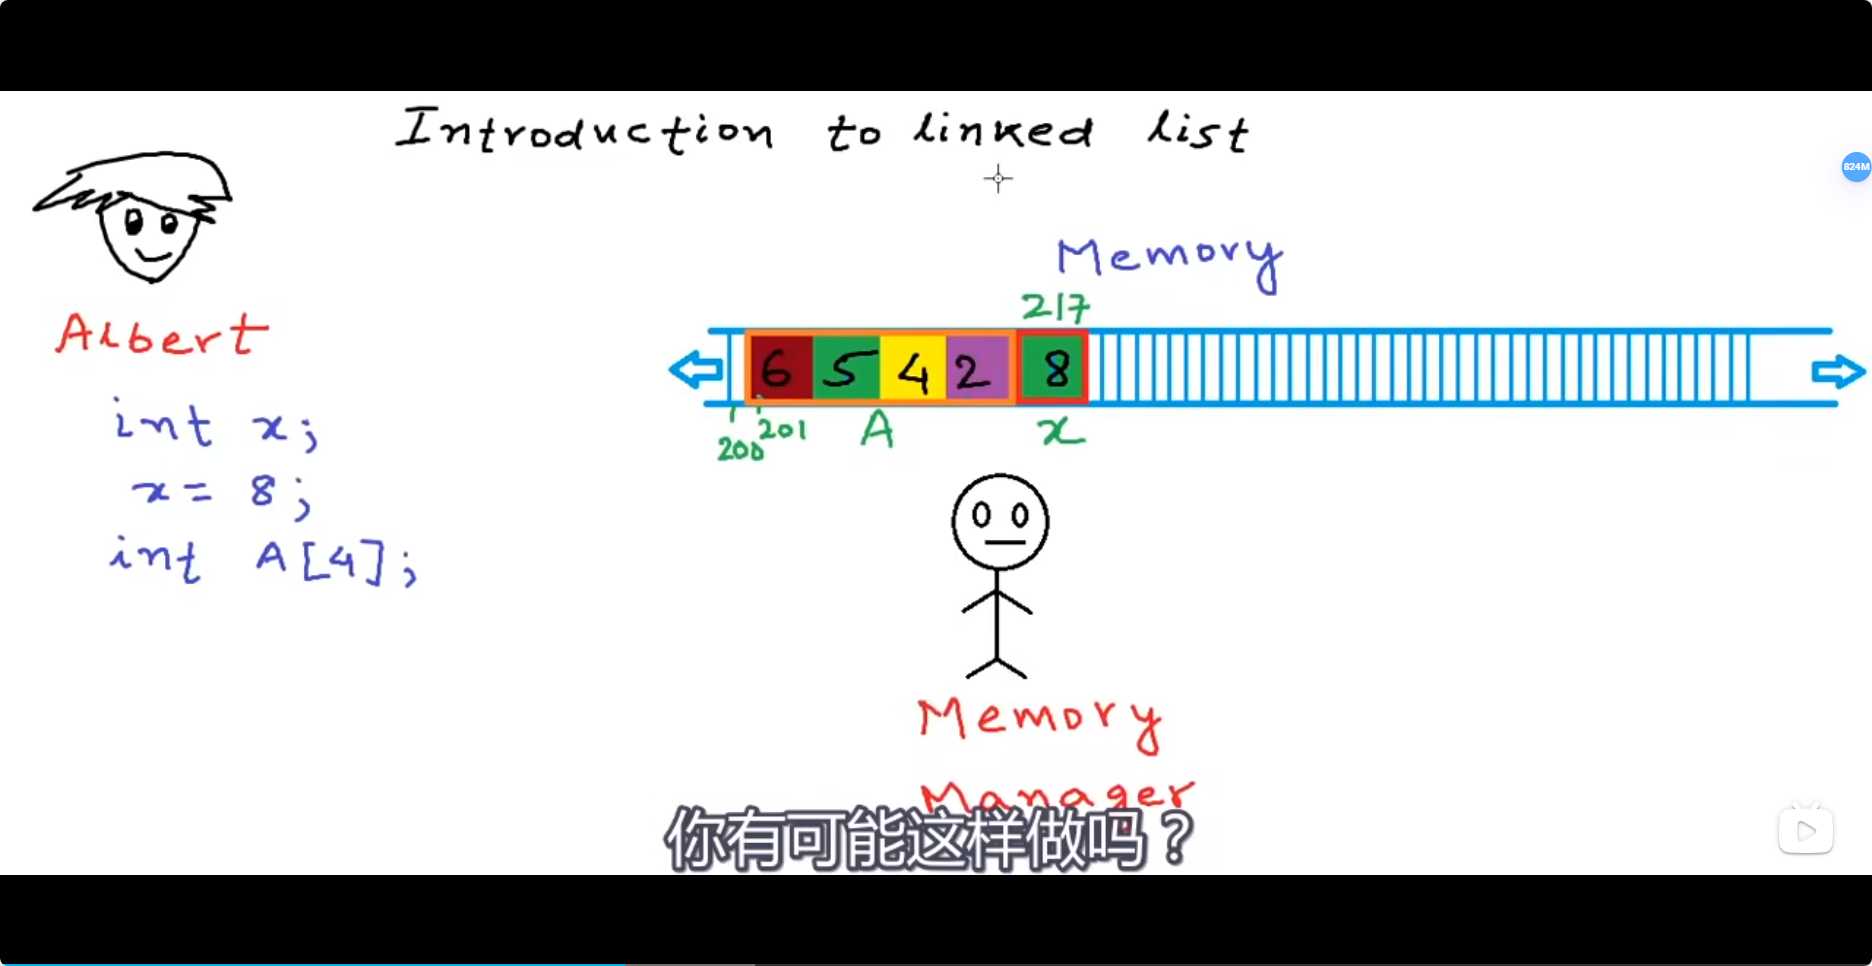 Introduction to linked list
824M
Memory
217
6 5 4 2 8
200 201 A x
Albert
int x;
x = 8;
int A[4];
Memory
Manager
你有可能这样做吗？